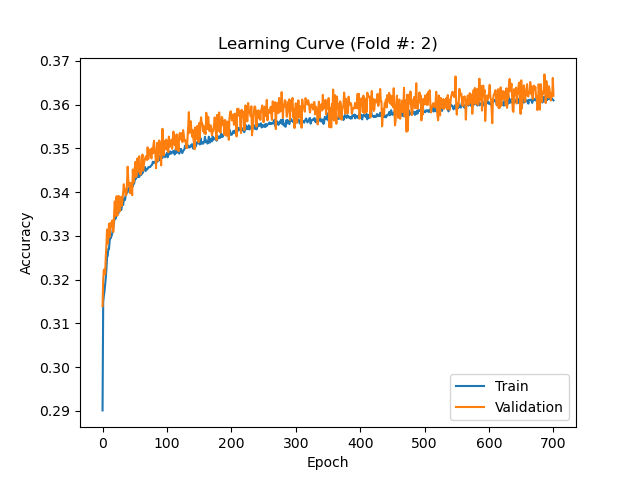 Learning Curve (Fold #: 2)
0.37
0.36
0.35
0.34
0.33
0.32
0.31
0.30
0.29
Accuracy
0 100 200 300 400 500 600 700
Epoch
Train
Validation